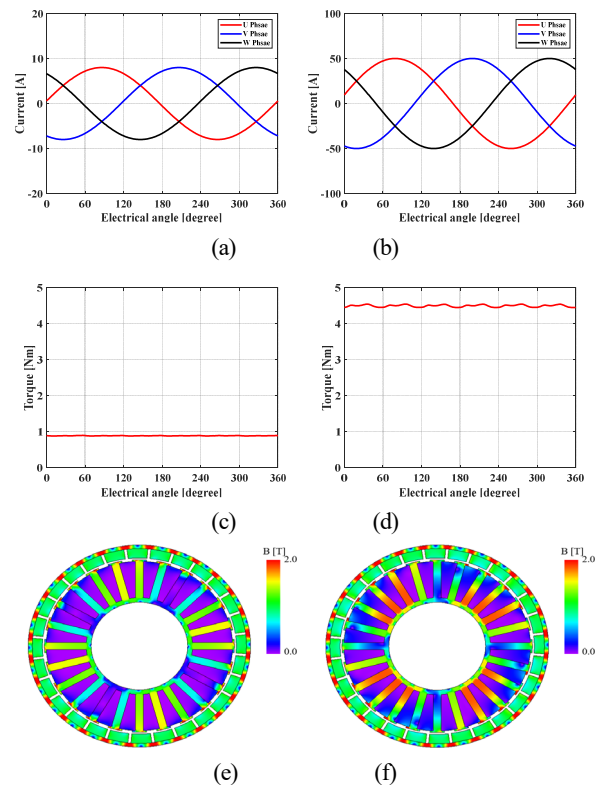 (a)
20
10
0
-10
-20
Current [A]
U Phsae
V Phsae
W Phsae
0 60 120 180 240 300 360
Electrical angle [degree]
(b)
100
50
0
-50
-100
Current [A]
U Phsae
V Phsae
W Phsae
0 60 120 180 240 300 360
Electrical angle [degree]
(a)
(b)
5
4
3
2
1
0
Torque [Nm]
0 60 120 180 240 300 360
Electrical angle [degree]
5
4
3
2
1
0
Torque [Nm]
0 60 120 180 240 300 360
Electrical angle [degree]
(c)
(d)
B [T]
2.0
0.0
B [T]
2.0
0.0
(e)
(f)